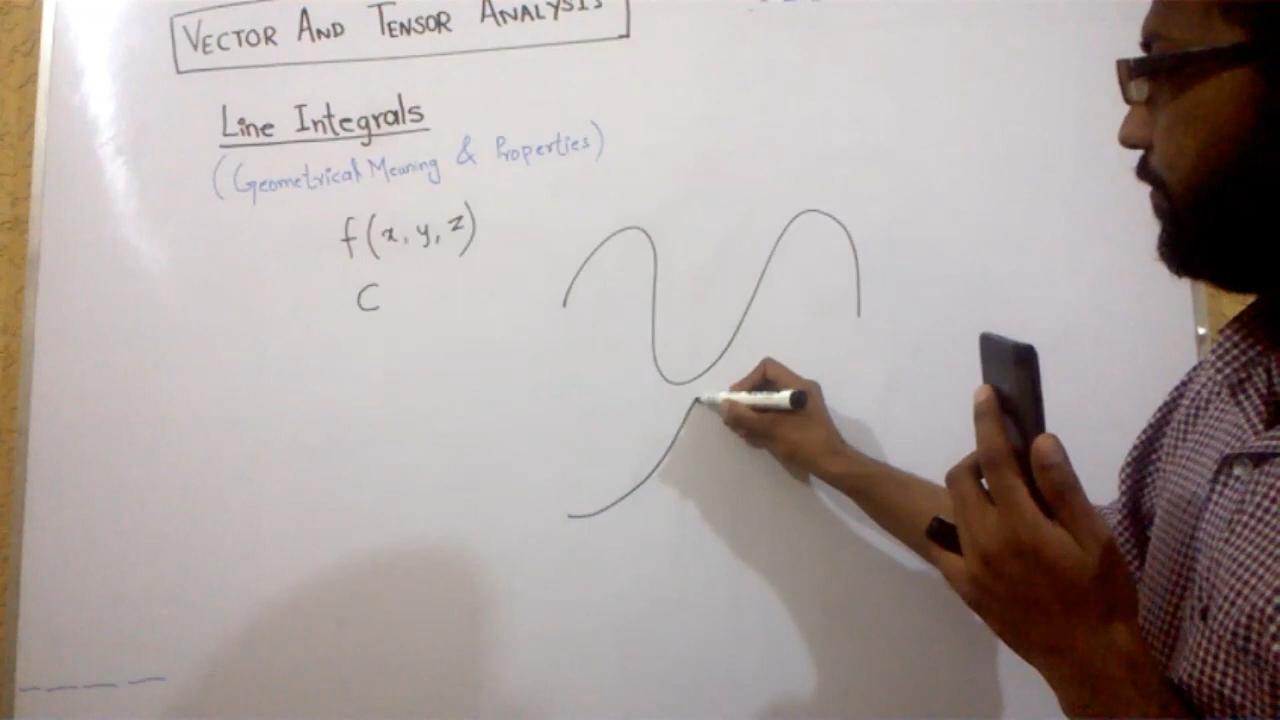 VECTOR AND TENSOR ANALYSIS
Line Integrals
(Geometrical Meaning & Properties)
f(x, y, z)
C